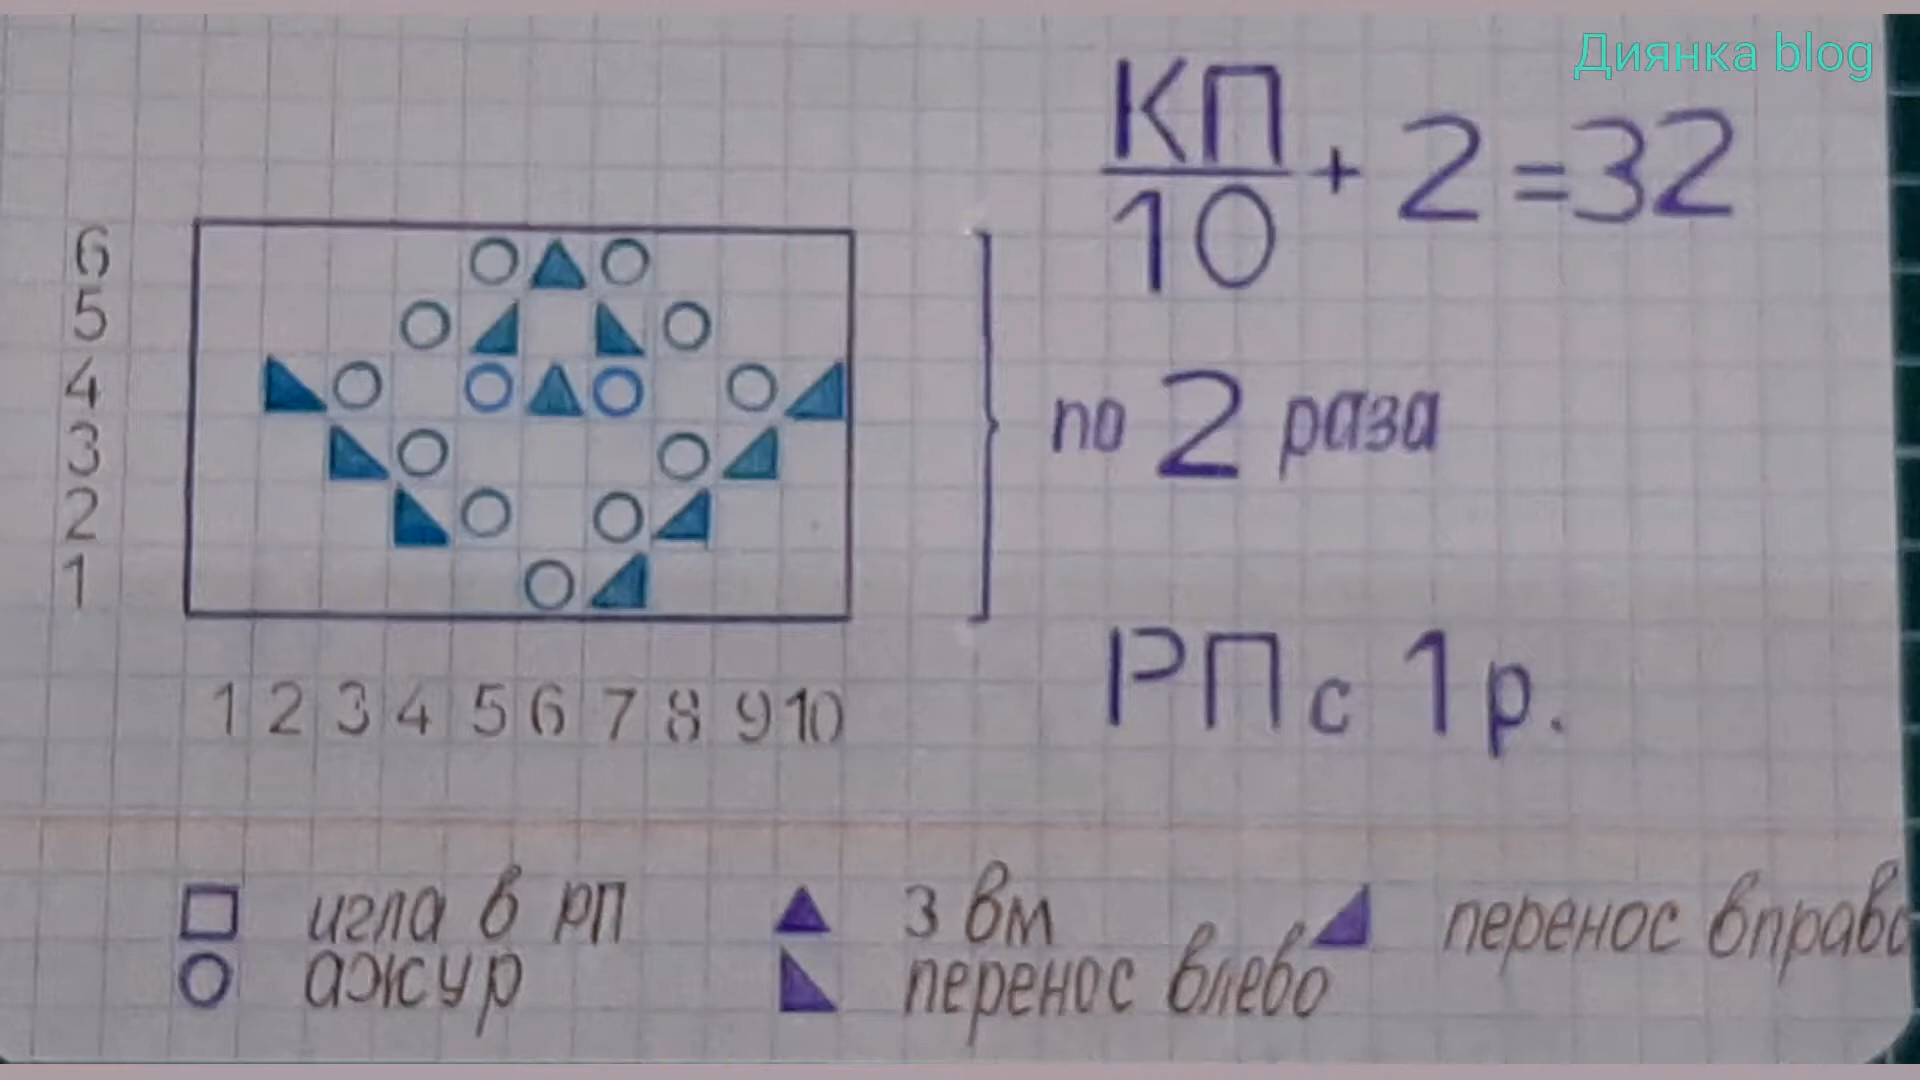 Диянка blog
КП
10
+ 2 = 32
6
5
4
3
2
1
по 2 раза
РП с 1 р.
1 2 3 4 5 6 7 8 9 10
игла в рп
3 вм
перенос вправо
ажур
перенос влево